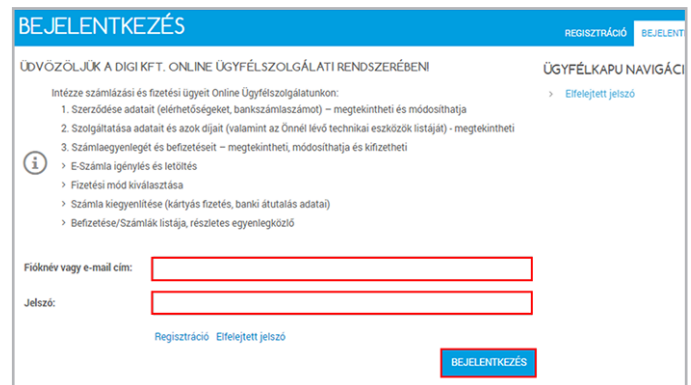 BEJELENTKEZÉS
REGISZTRÁCIÓ BEJELENT
ÜDVÖZÖLJÜK A DIGI KFT. ONLINE ÜGYFÉLSZOLGÁLATI RENDSZERÉBEN!
Intézze számlázási és fizetési ügyeit Online Ügyfélszolgálatunkon:
1. Szerződése adatait (elérhetőségeket, bankszámlaszámot) – megtekintheti és módosíthatja
2. Szolgáltatása adatait és azok díjait (valamint az Önnél lévő technikai eszközök listáját) - megtekintheti
3. Számlaegyenlegét és befizetéseit – megtekintheti, módosíthatja és kifizetheti
> E-Számla igénylés és letöltés
> Fizetési mód kiválasztása
> Számla kiegyenlítése (kártyás fizetés, banki átutalás adatai)
> Befizetése/Számlák listája, részletes egyenlegközlő
Fióknév vagy e-mail cím:
Jelszó:
Regisztráció Elfelejtett jelszó
BEJELENTKEZÉS
ÜGYFÉLKAPU NAVIGÁCI
> Elfelejtett jelszó